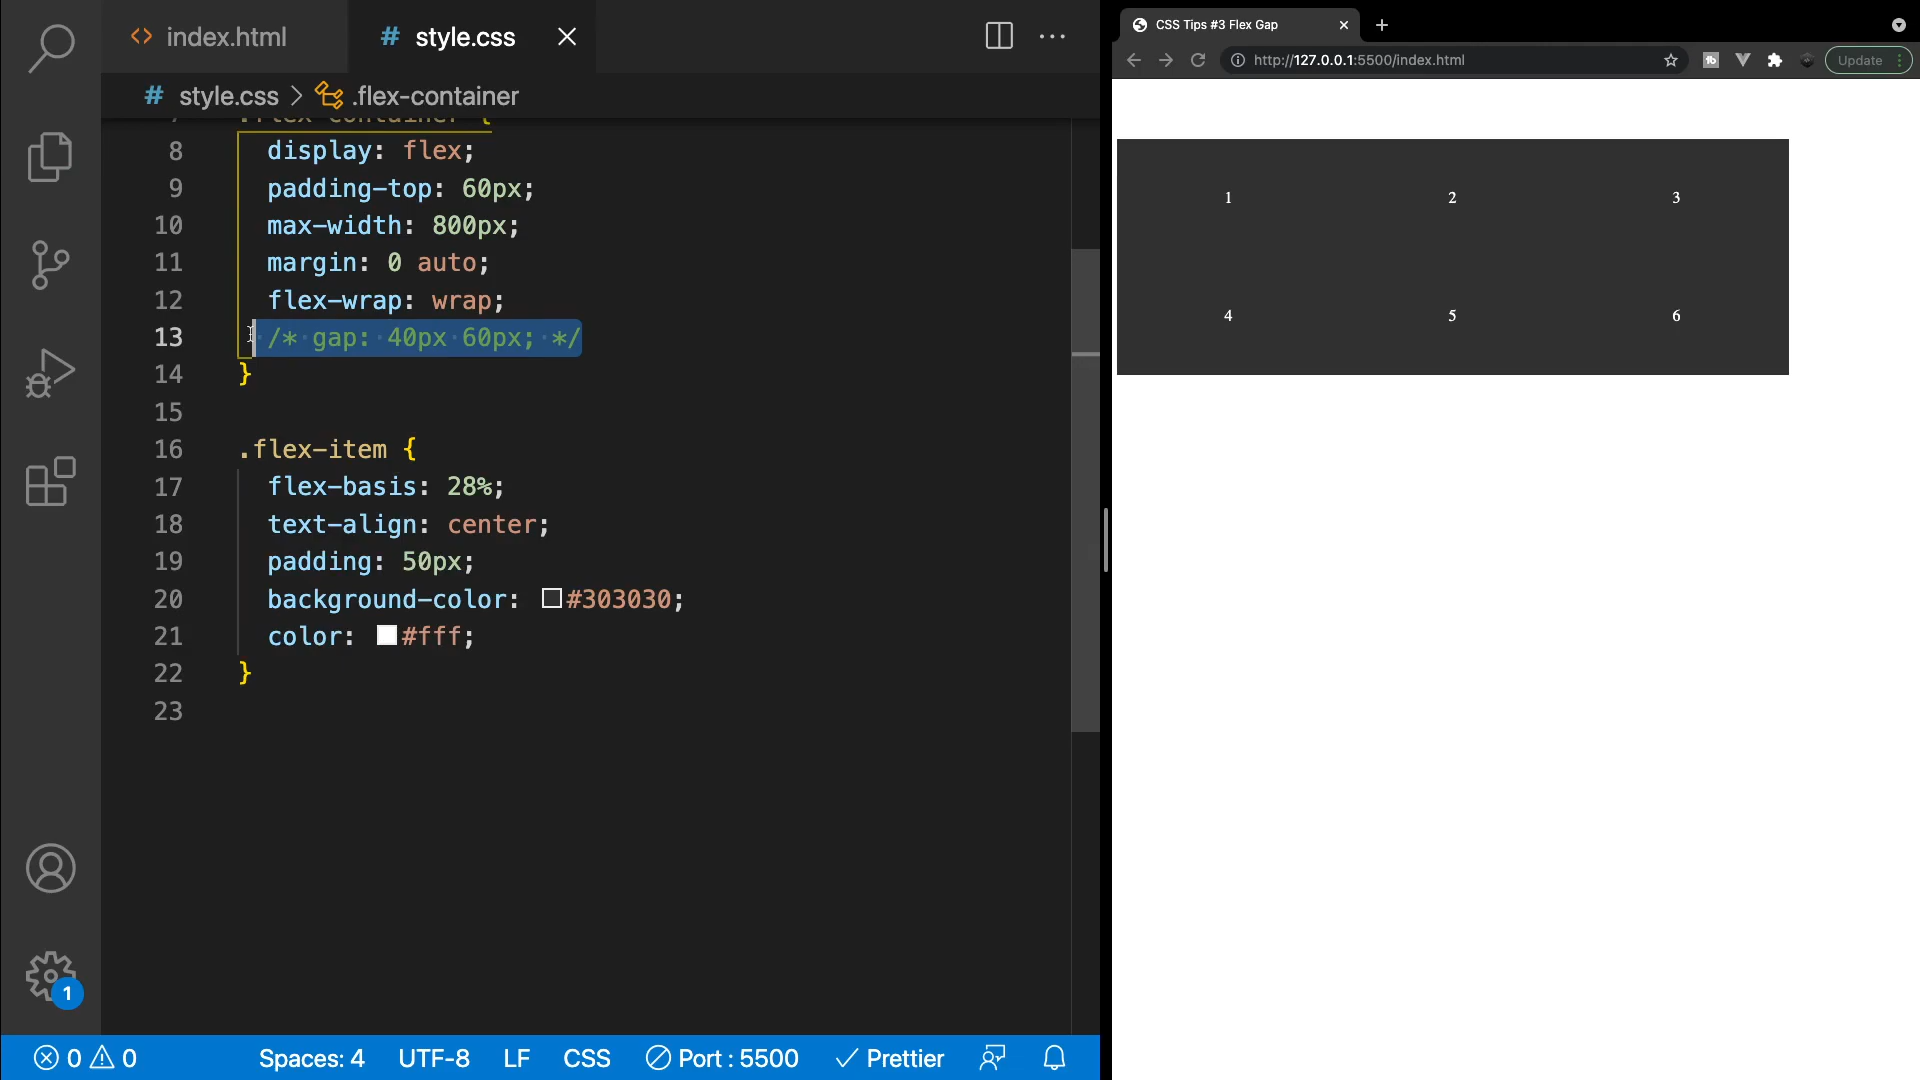 index.html
# style.css
# style.css > .flex-container
7 .flex-container {
8 display: flex;
9 padding-top: 60px;
10 max-width: 800px;
11 margin: 0 auto;
12 flex-wrap: wrap;
13 /* gap: 40px 60px; */
14 }
15
16 .flex-item {
17 flex-basis: 28%;
18 text-align: center;
19 padding: 50px;
20 background-color: #303030;
21 color: #fff;
22 }
23
1
0 0 Spaces: 4 UTF-8 LF CSS Port : 5500 Prettier
CSS Tips #3 Flex Gap
http://127.0.0.1:5500/index.html
Update
1 2 3
4 5 6